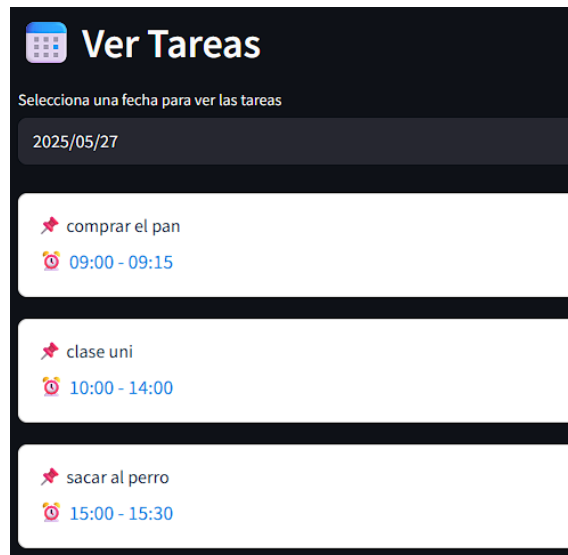 Ver Tareas
Selecciona una fecha para ver las tareas
2025/05/27
comprar el pan
09:00 - 09:15
clase uni
10:00 - 14:00
sacar al perro
15:00 - 15:30